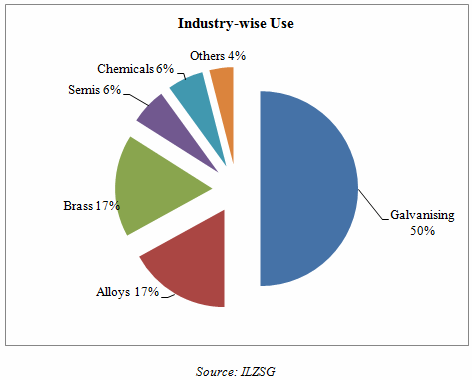 Industry-wise Use
Others 4%
Chemicals 6%
Semis 6%
Brass 17%
Alloys 17%
Galvanising
50%
Source: ILZSG